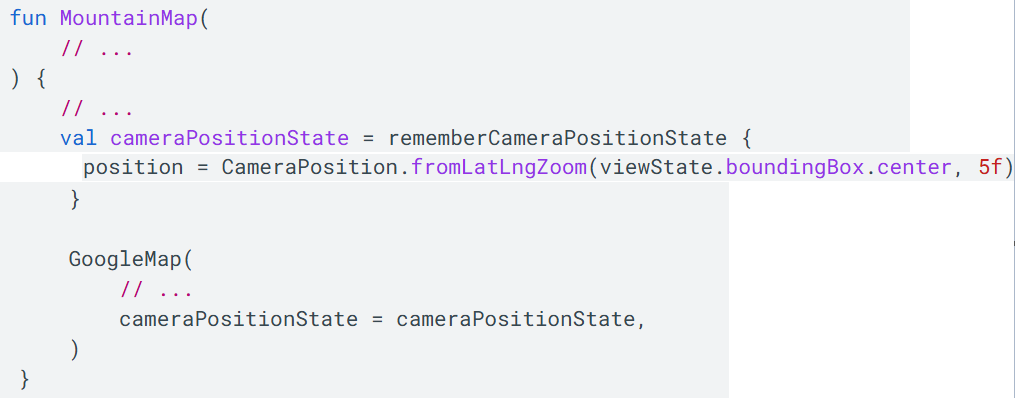 fun MountainMap(
    // ...
) {
    // ...
    val cameraPositionState = rememberCameraPositionState {
      position = CameraPosition.fromLatLngZoom(viewState.boundingBox.center, 5f)
     }

     GoogleMap(
         // ...
         cameraPositionState = cameraPositionState,
     )
 }